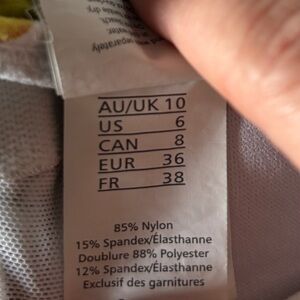 AU/UK 10
US 6
CAN 8
EUR 36
FR 38
85% Nylon
15% Spandex/Élasthanne
Doublure 88% Polyester
12% Spandex/Élasthanne
Exclusif des garnitures